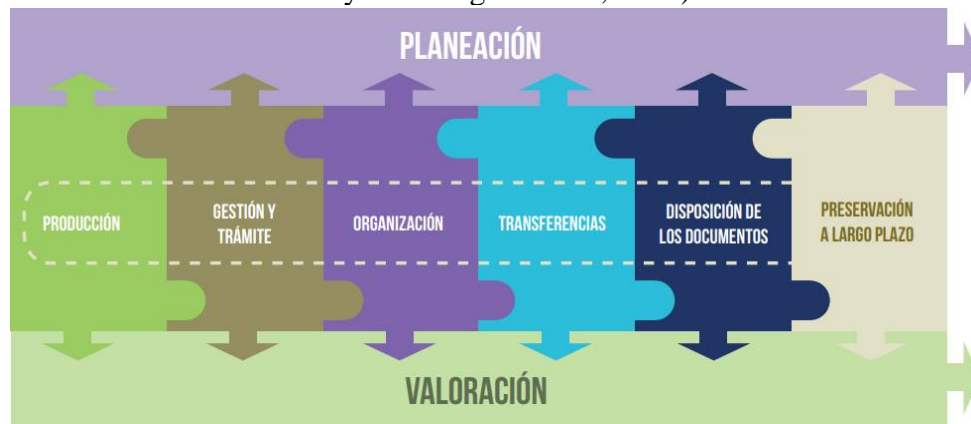 PLANEACIÓN
PRODUCCIÓN
GESTIÓN Y
TRÁMITE
ORGANIZACIÓN
TRANSFERENCIAS
DISPOSICIÓN DE
LOS DOCUMENTOS
PRESERVACIÓN
A LARGO PLAZO
VALORACIÓN